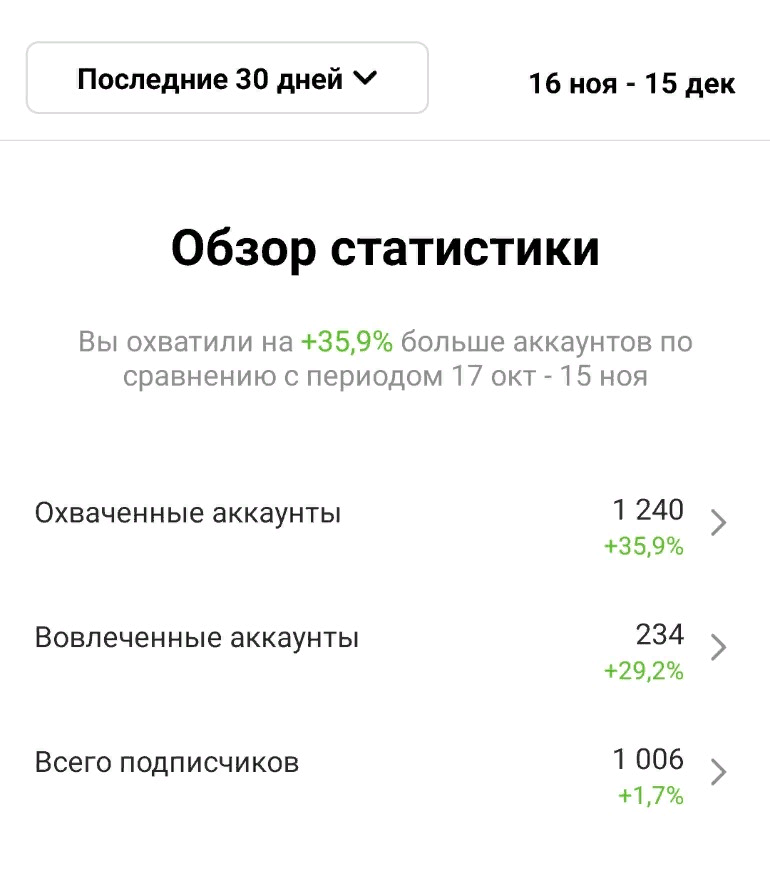 Последние 30 дней
16 ноя - 15 дек
Обзор статистики
Вы охватили на +35,9% больше аккаунтов по
сравнению с периодом 17 окт - 15 ноя
Охваченные аккаунты
1 240
+35,9%
Вовлеченные аккаунты
234
+29,2%
Всего подписчиков
1 006
+1,7%